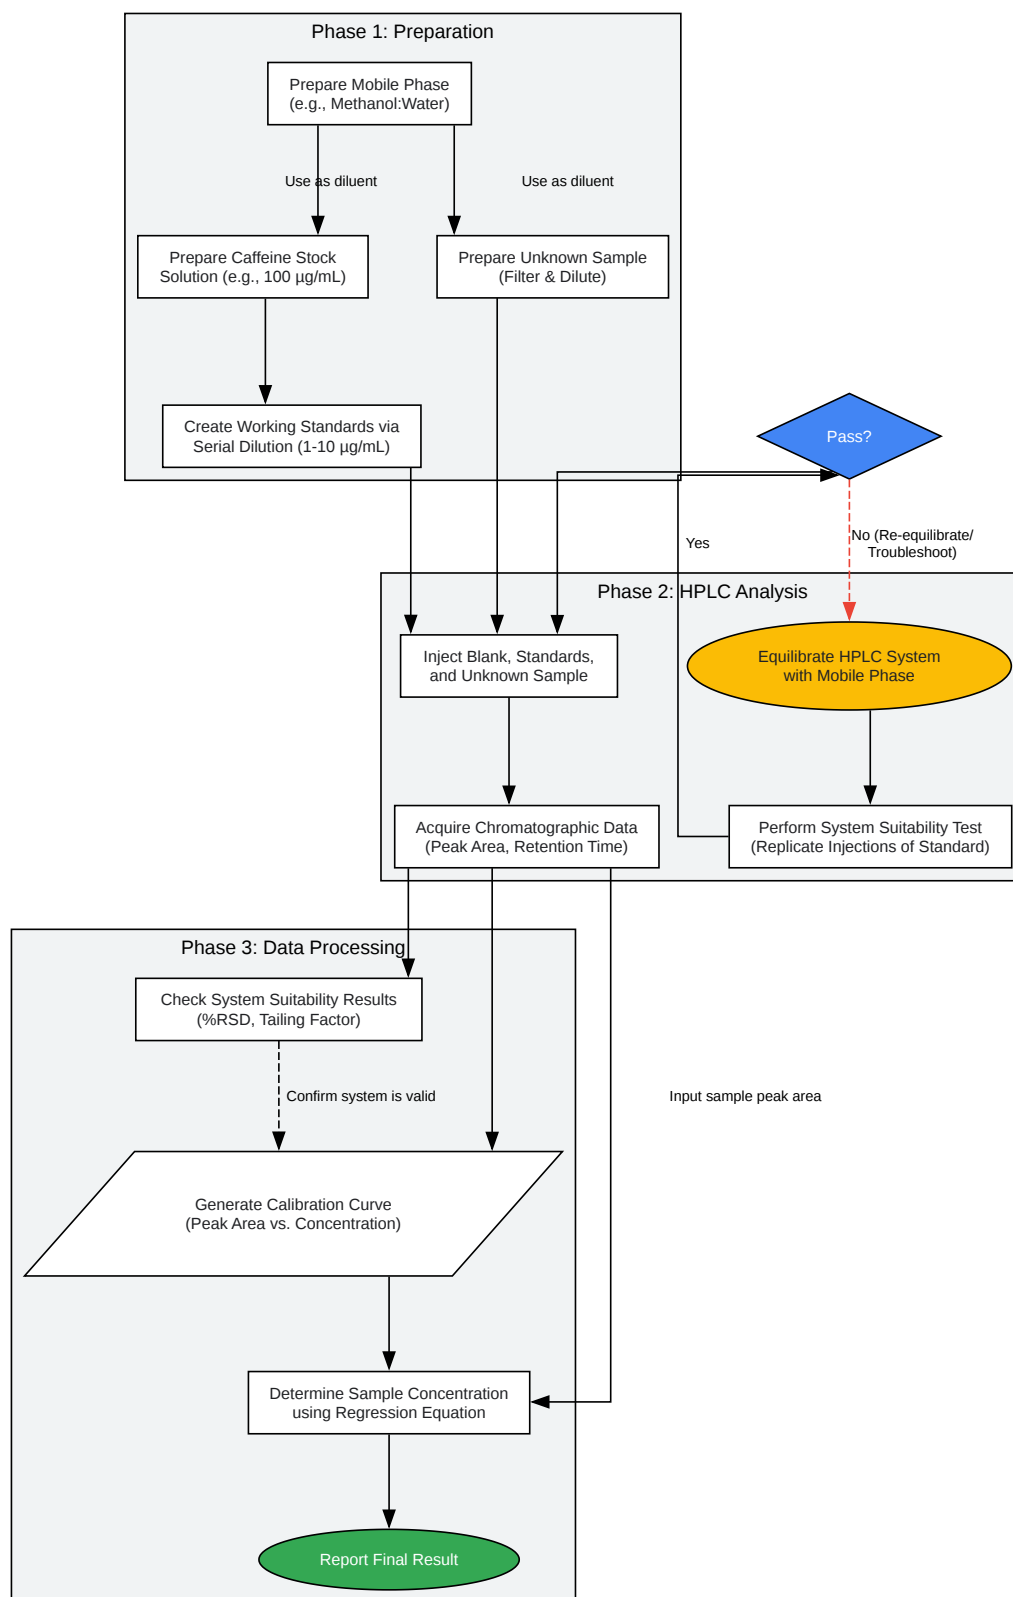 Phase 1: Preparation
Prepare Mobile Phase
(e.g., Methanol:Water)
Use as diluent
Use as diluent
Prepare Caffeine Stock
Solution (e.g., 100 µg/mL)
Prepare Unknown Sample
(Filter & Dilute)
Create Working Standards via
Serial Dilution (1-10 µg/mL)
Pass?
Yes
No (Re-equilibrate/
Troubleshoot)
Phase 2: HPLC Analysis
Inject Blank, Standards,
and Unknown Sample
Equilibrate HPLC System
with Mobile Phase
Acquire Chromatographic Data
(Peak Area, Retention Time)
Perform System Suitability Test
(Replicate Injections of Standard)
Phase 3: Data Processing
Check System Suitability Results
(%RSD, Tailing Factor)
Confirm system is valid
Input sample peak area
Generate Calibration Curve
(Peak Area vs. Concentration)
Determine Sample Concentration
using Regression Equation
Report Final Result